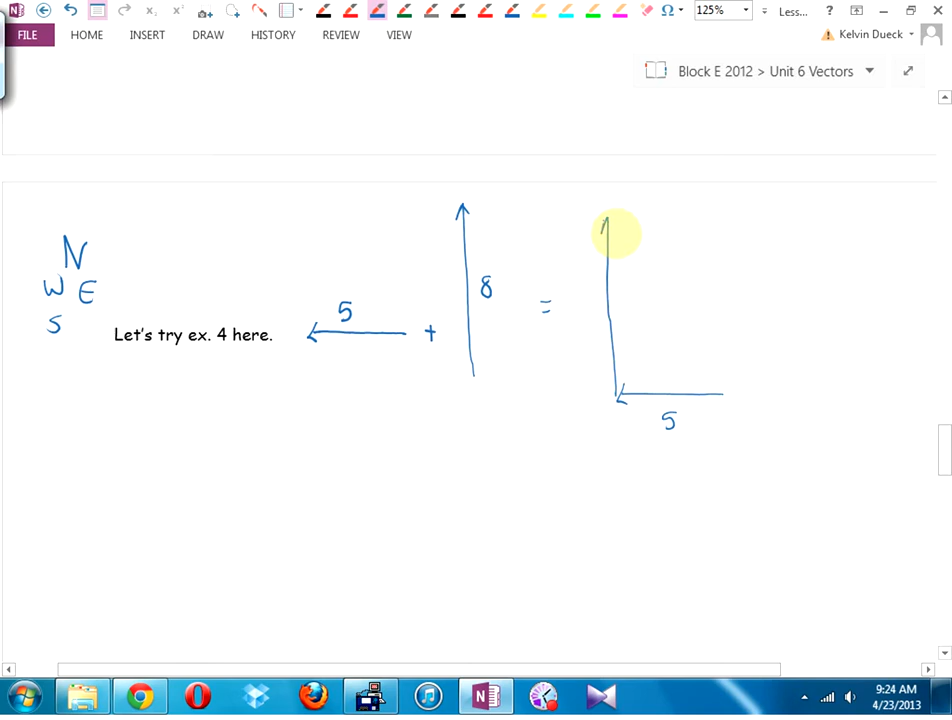 125%
Less...
?
FILE
HOME
INSERT
DRAW
HISTORY
REVIEW
VIEW
Kelvin Dueck
Block E 2012 > Unit 6 Vectors
N
W E
S
Let's try ex. 4 here.
5
+
8
=
5
9:24 AM
4/23/2013